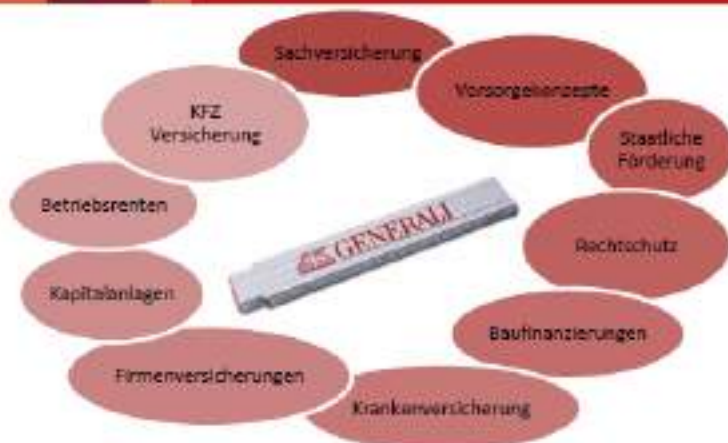 Sachversicherung
Vorsorgekonzepte
Staatliche
Förderung
Rechtschutz
Baufinanzierungen
Krankenversicherung
Firmenversicherungen
Kapitalanlagen
Betriebsrenten
KFZ
Versicherung
GENERALI